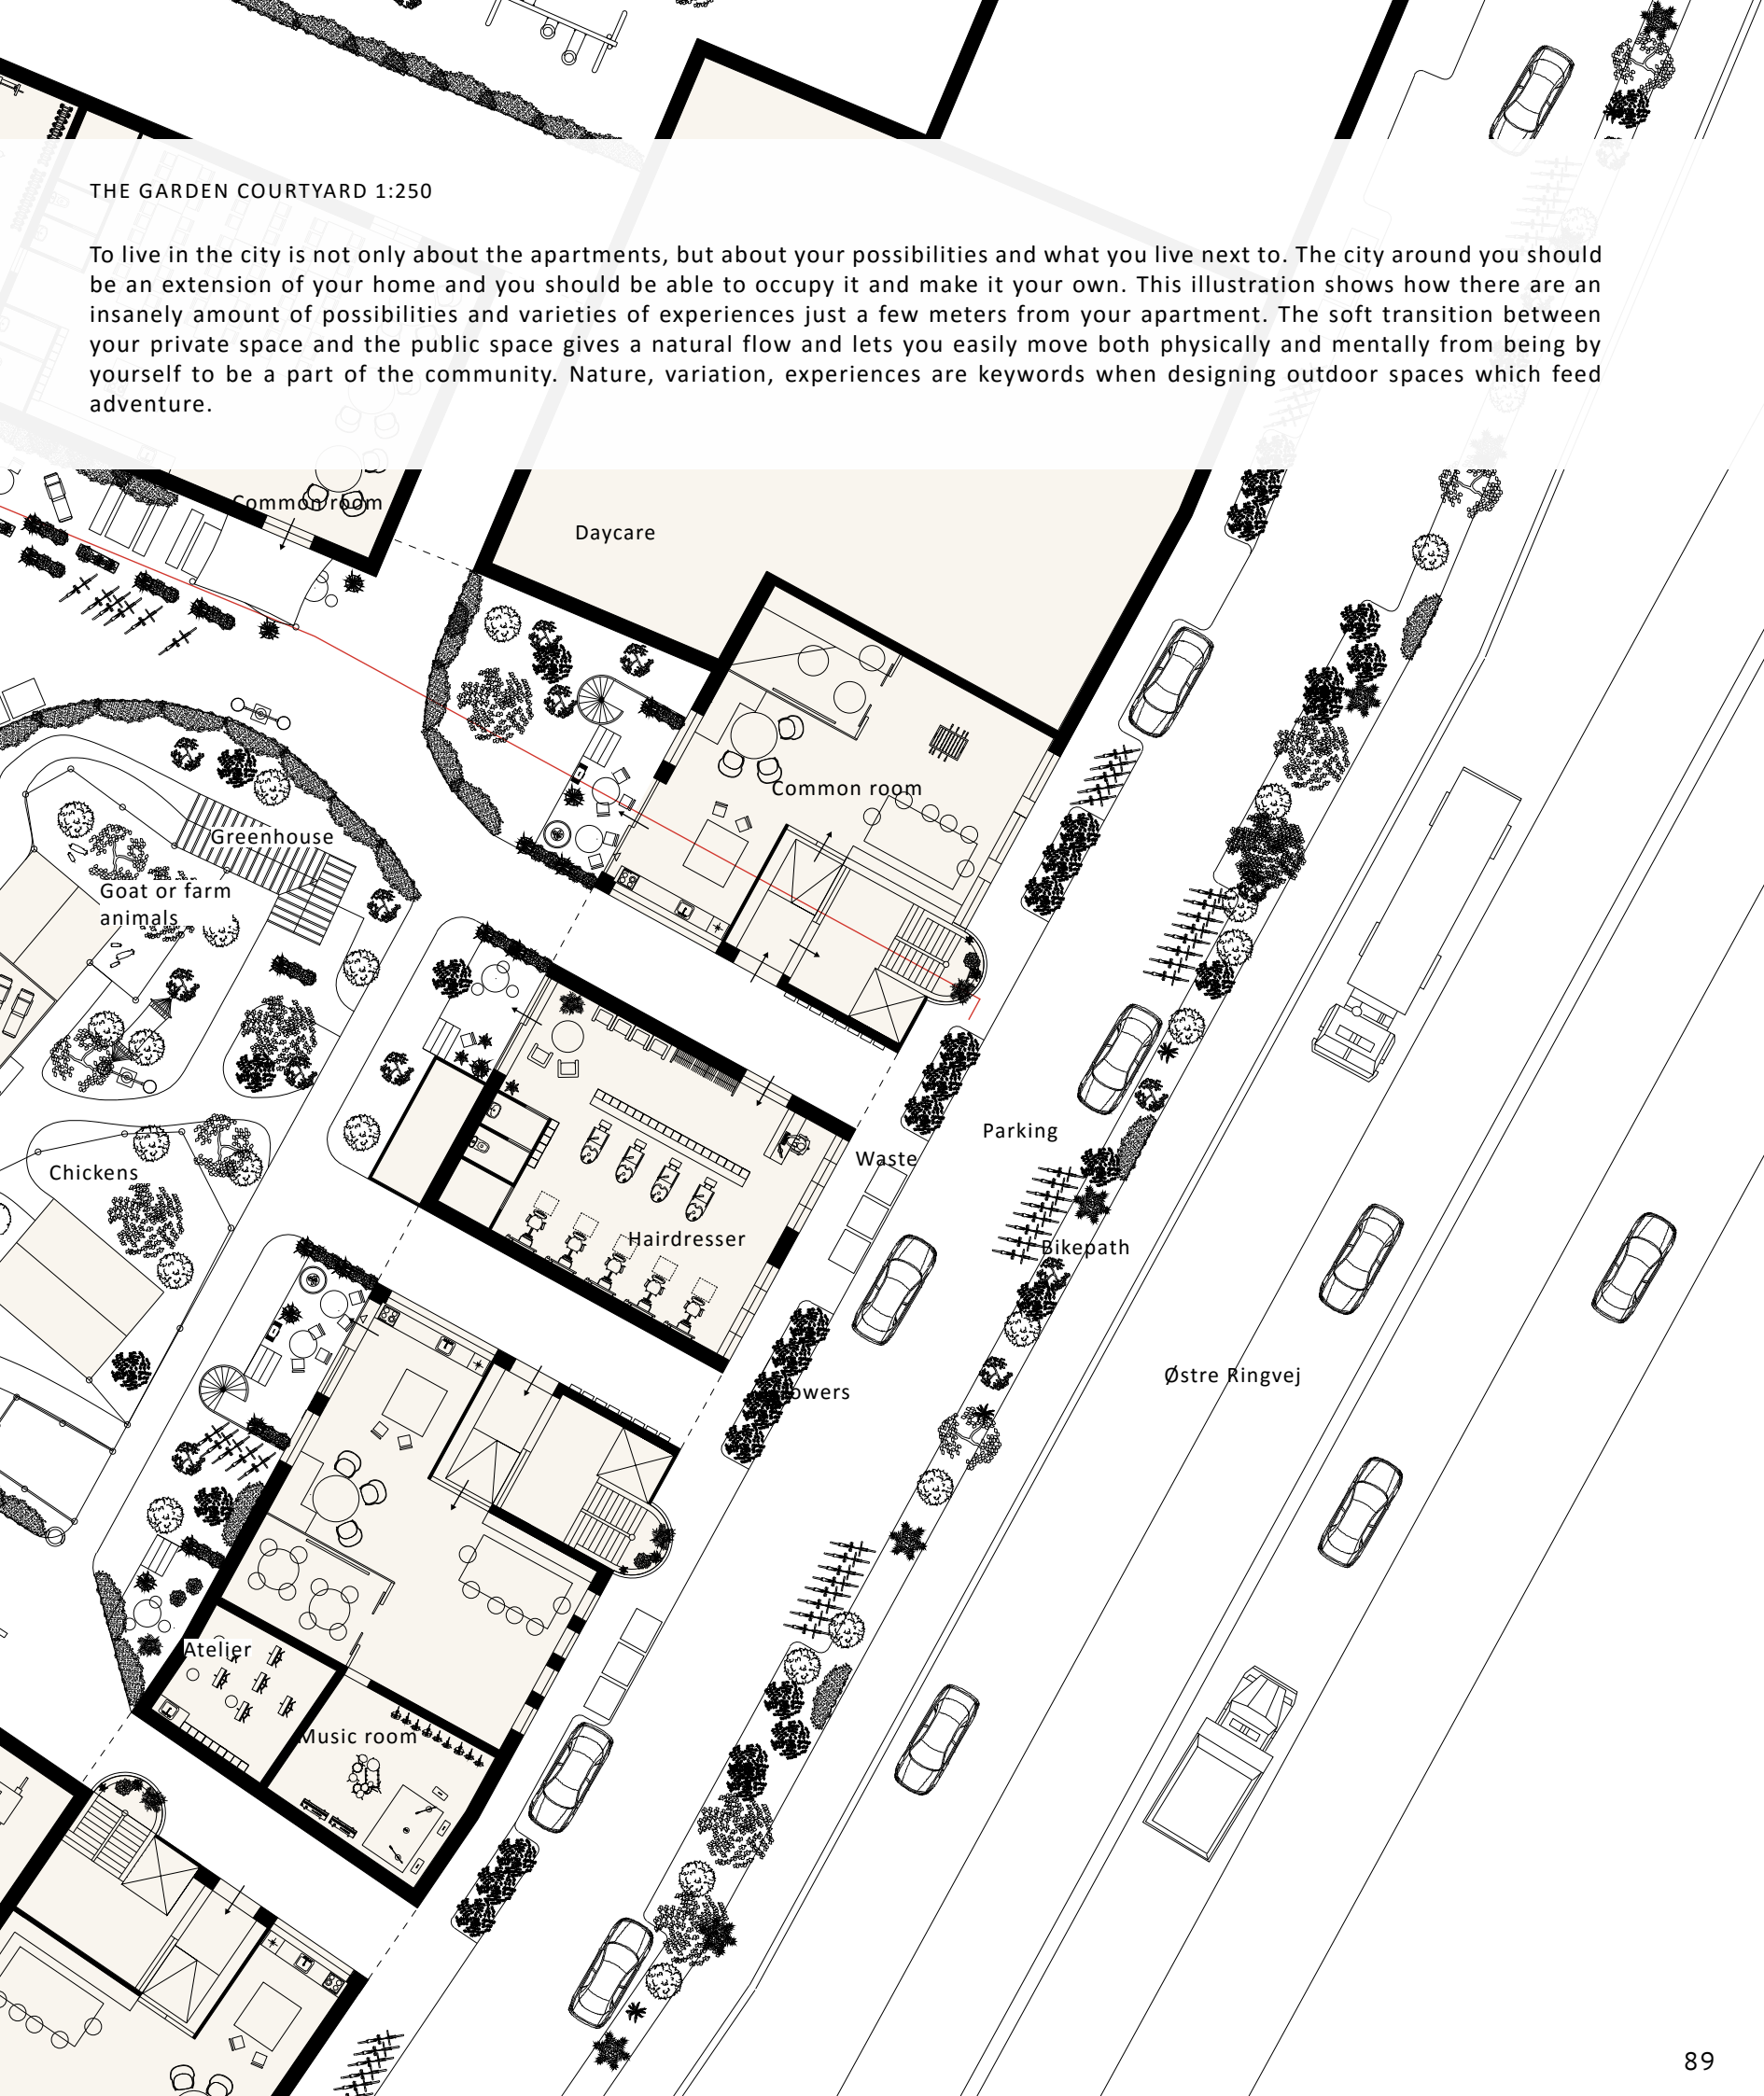 THE GARDEN COURTYARD 1:250
To live in the city is not only about the apartments, but about your possibilities and what you live next to. The city around you should
be an extension of your home and you should be able to occupy it and make it your own. This illustration shows how there are an
insanely amount of possibilities and varieties of experiences just a few meters from your apartment. The soft transition between
your private space and the public space gives a natural flow and lets you easily move both physically and mentally from being by
yourself to be a part of the community. Nature, variation, experiences are keywords when designing outdoor spaces which feed
adventure.
Common room
Daycare
Common room
Greenhouse
Goat or farm
animals
Parking
Waste
Chickens
Hairdresser
Bikepath
Østre Ringvej
Atelier
Music room
89